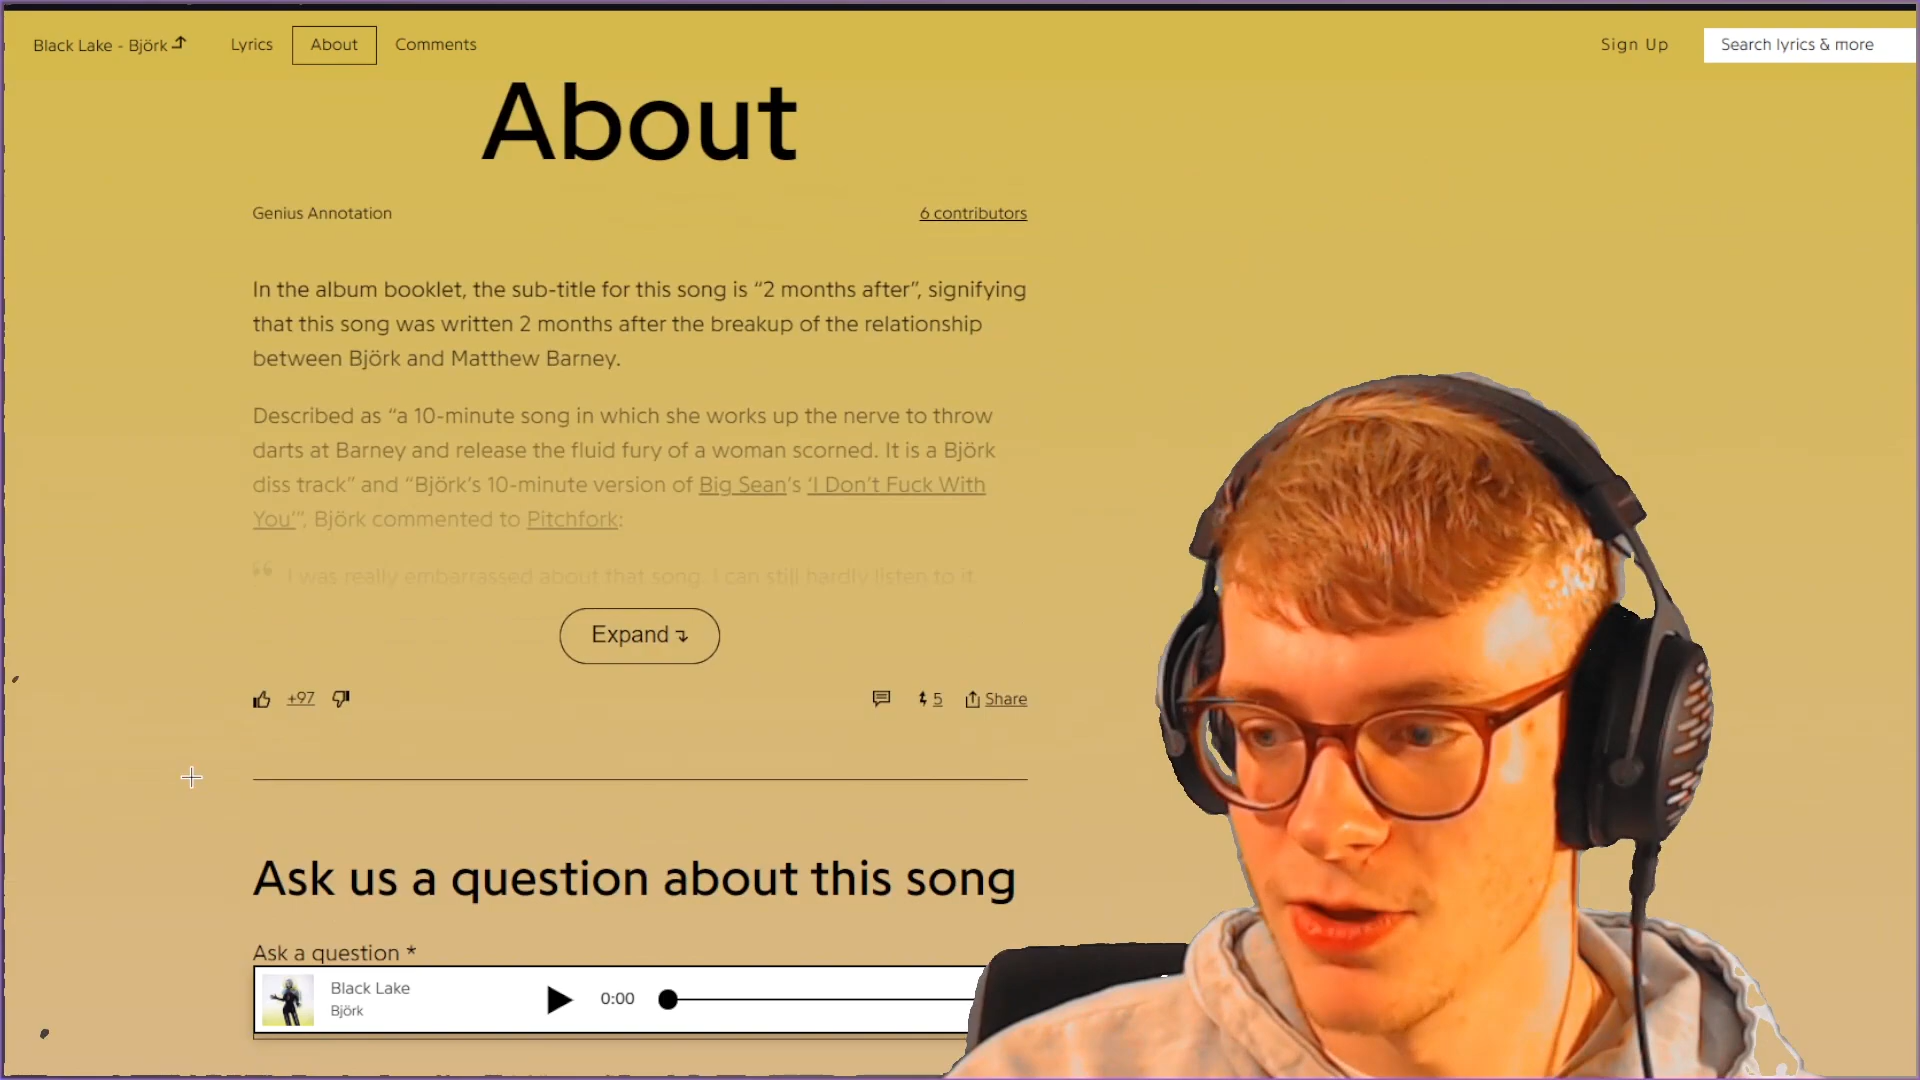 Black Lake - Björk
Lyrics
About
Comments
Sign Up
Search lyrics & more
About
Genius Annotation
6 contributors
In the album booklet, the sub-title for this song is “2 months after”, signifying
that this song was written 2 months after the breakup of the relationship
between Björk and Matthew Barney.
Described as “a 10-minute song in which she works up the nerve to throw
darts at Barney and release the fluid fury of a woman scorned. It is a Björk
diss track” and “Björk’s 10-minute version of Big Sean’s ‘I Don’t Fuck With
You’”, Björk commented to Pitchfork:
“ I was really embarrassed about that song. I can still hardly listen to it
Expand
+97
5
Share
Ask us a question about this song
Ask a question *
Black Lake
Björk
0:00